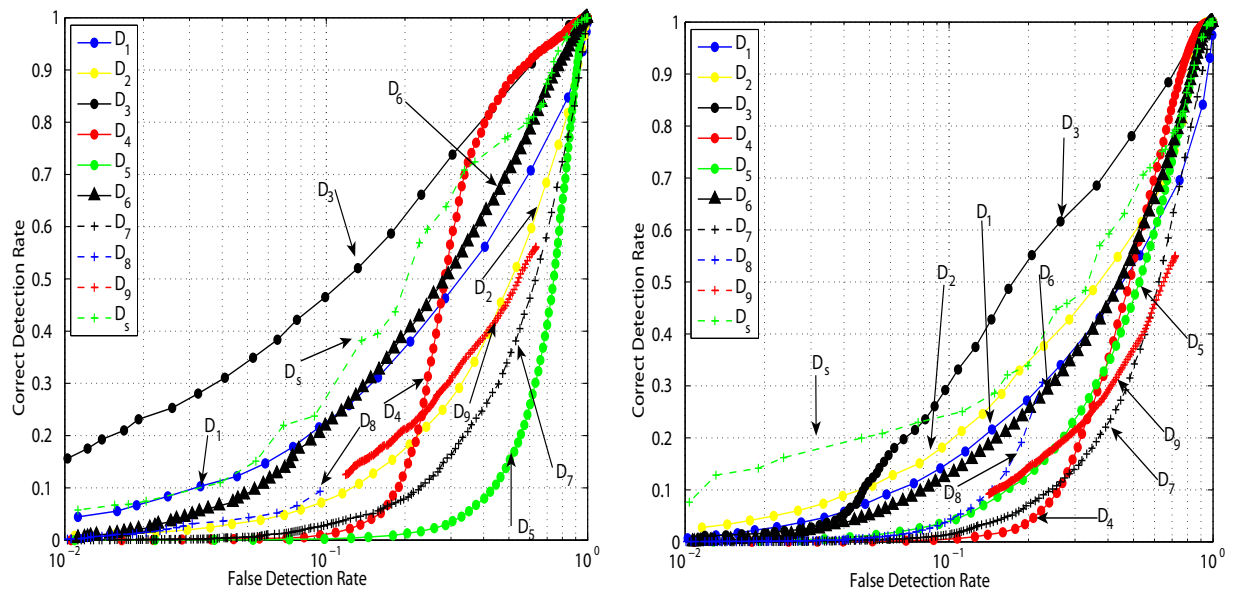 Correct Detection Rate
1
0.9
0.8
0.7
0.6
0.5
0.4
0.3
0.2
0.1
0
D1
D2
D3
D4
D5
D6
D7
D8
D9
Ds
D6
D3
D2
Ds
D4
D8
D9
D1
D7
D5
10^-2
10^-1
10^0
False Detection Rate
Correct Detection Rate
1
0.9
0.8
0.7
0.6
0.5
0.4
0.3
0.2
0.1
0
D1
D2
D3
D4
D5
D6
D7
D8
D9
Ds
D3
D1
D2
D6
D5
Ds
D9
D8
D7
D4
10^-2
10^-1
10^0
False Detection Rate